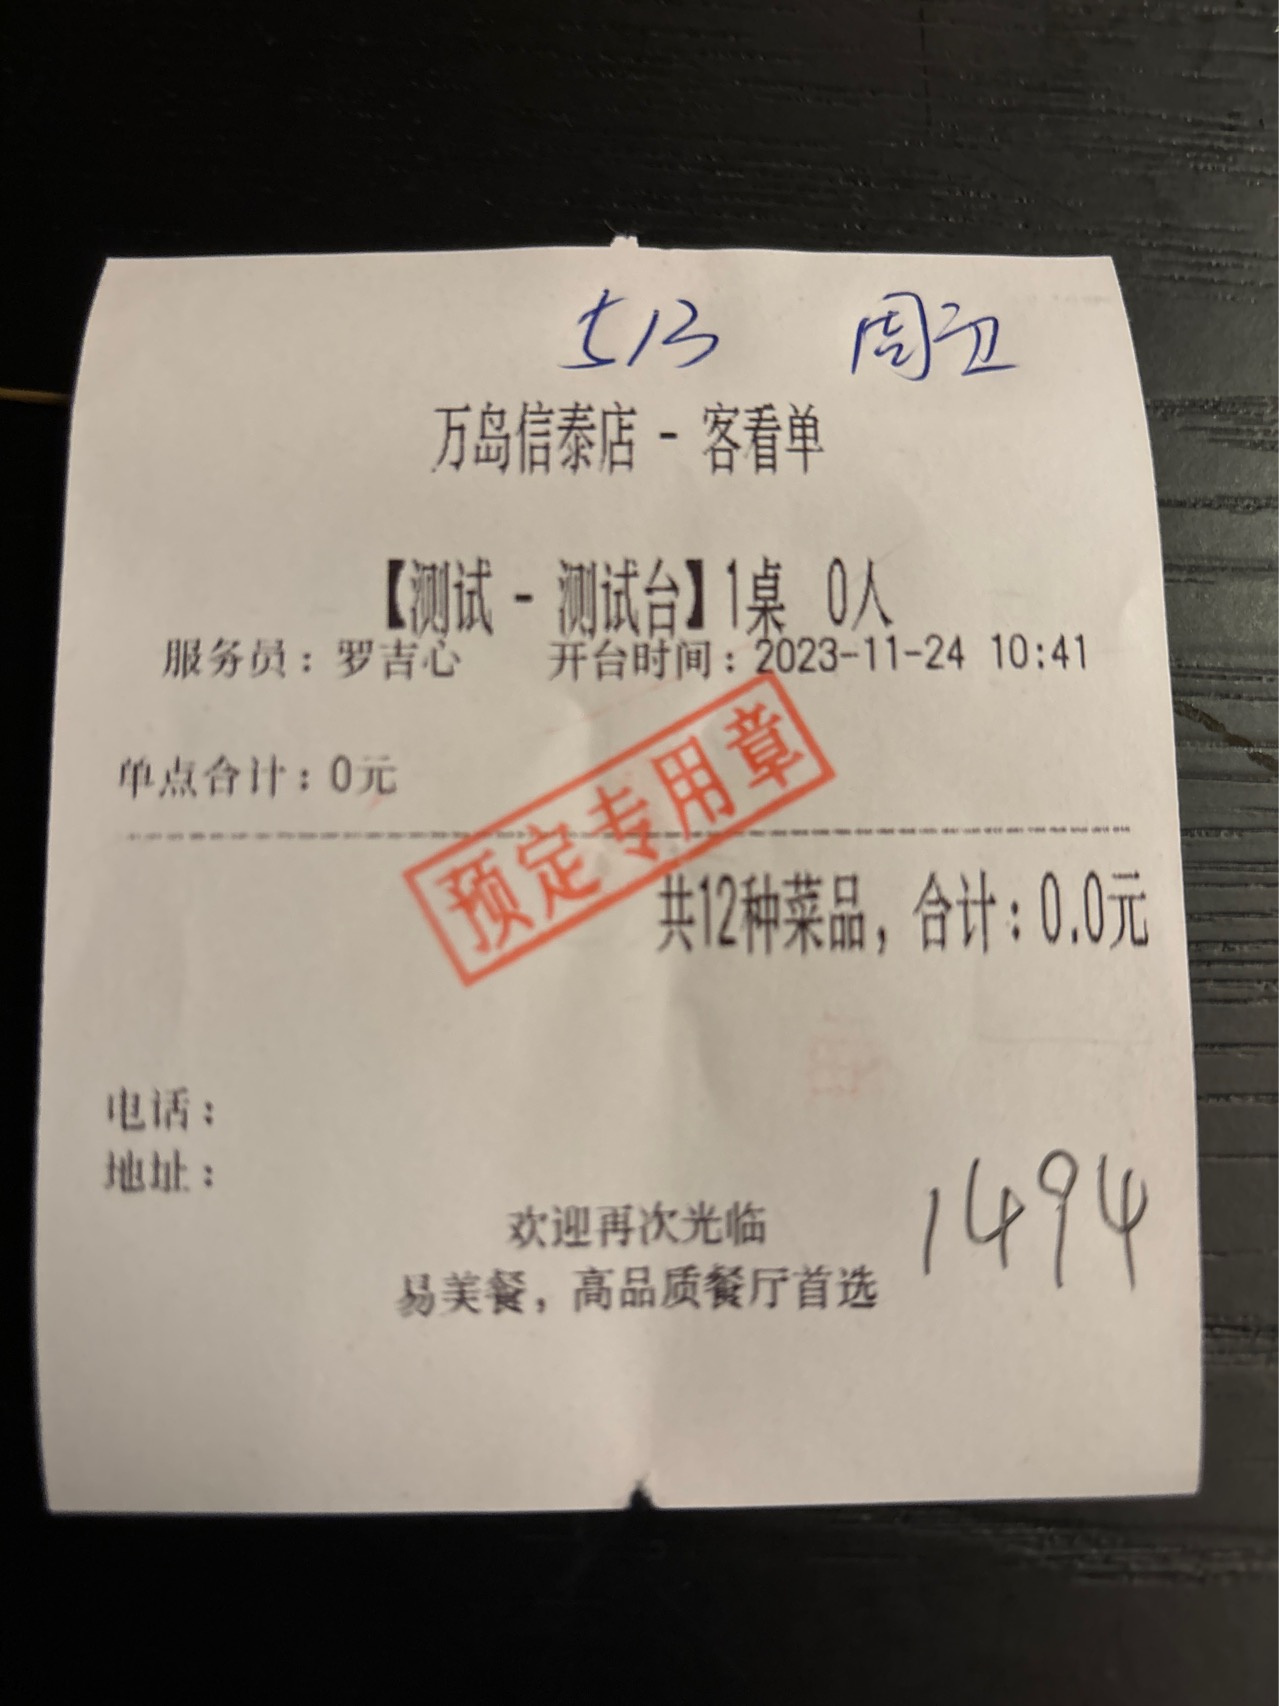 513 周卫
万岛信泰店 - 客看单
【测试 - 测试台】1桌 0人
服务员：罗吉心 开台时间：2023-11-24 10:41
单点合计：0元
预定专用章
共12种菜品，合计：0.0元
电话：
地址：
1494
欢迎再次光临
易美餐，高品质餐厅首选